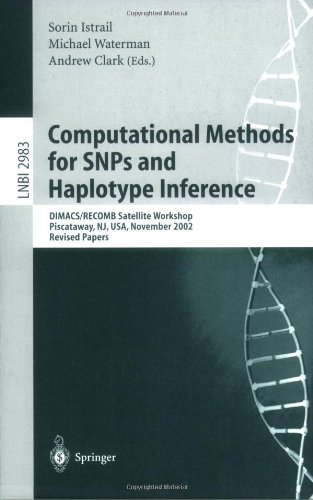 Sorin Istrail
Michael Waterman
Andrew Clark (Eds.)
LNBI 2983
Computational Methods
for SNPs and
Haplotype Inference
DIMACS/RECOMB Satellite Workshop
Piscataway, NJ, USA, November 2002
Revised Papers
Springer